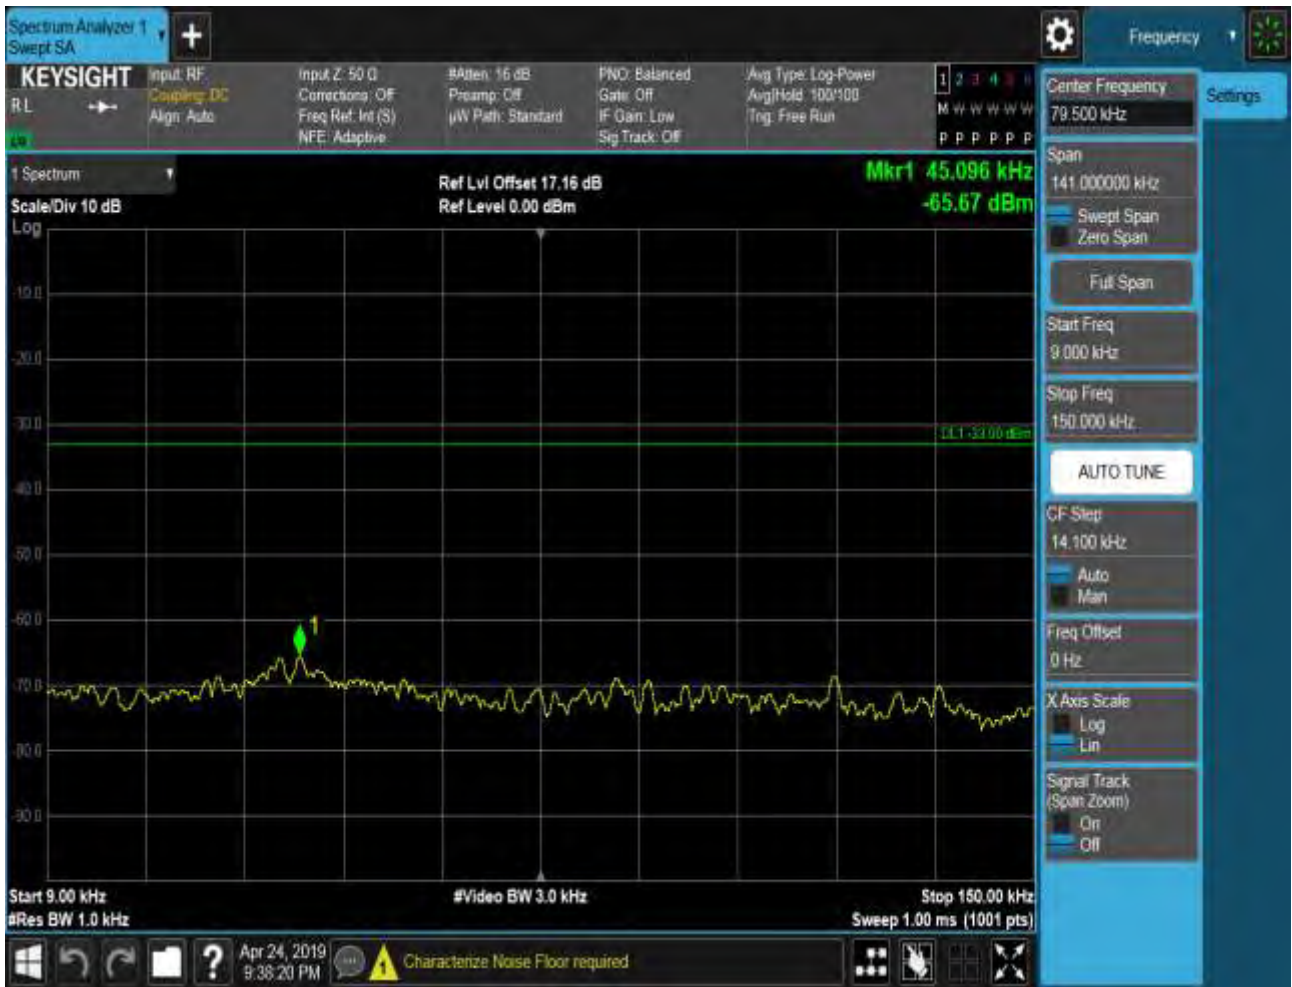 Spectrum Analyzer 1
Swept SA
Frequency
KEYSIGHT
RL
Input: RF
Coupling: DC
Align: Auto
Input Z: 50 Ω
Corrections: Off
Freq Ref: Int (S)
NFE: Adaptive
#Atten: 16 dB
Preamp: Off
µW Path: Standard
PNO: Balanced
Gate: Off
IF Gain: Low
Sig Track: Off
Avg Type: Log-Power
Avg|Hold: 100/100
Trig: Free Run
1 2 3 4 5 6
M W W W W W
P P P P P P
1 Spectrum
Scale/Div 10 dB
Log
Ref Lvl Offset 17.16 dB
Ref Level 0.00 dBm
Mkr1 45.096 kHz
-65.67 dBm
-10.0
-20.0
-30.0
DL1 -33.00 dBm
-40.0
-50.0
-60.0
1
-70.0
-80.0
-90.0
Start 9.00 kHz
#Res BW 1.0 kHz
#Video BW 3.0 kHz
Stop 150.00 kHz
Sweep 1.00 ms (1001 pts)
Center Frequency
79.500 kHz
Settings
Span
141.000000 kHz
Swept Span
Zero Span
Full Span
Start Freq
9.000 kHz
Stop Freq
150.000 kHz
AUTO TUNE
CF Step
14.100 kHz
Auto
Man
Freq Offset
0 Hz
X Axis Scale
Log
Lin
Signal Track
(Span Zoom)
On
Off
?
Apr 24, 2019
9:38:20 PM
Characterize Noise Floor required